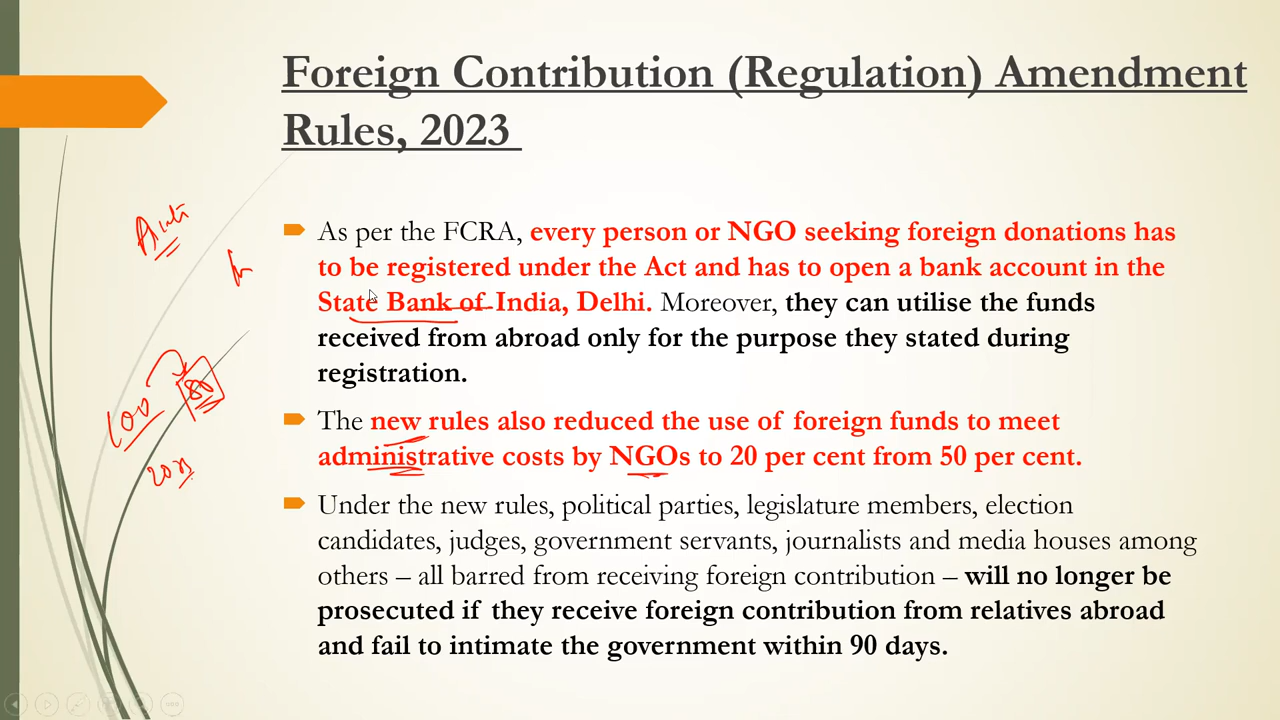 Foreign Contribution (Regulation) Amendment
Rules, 2023
As per the FCRA, every person or NGO seeking foreign donations has
to be registered under the Act and has to open a bank account in the
State Bank of India, Delhi. Moreover, they can utilise the funds
received from abroad only for the purpose they stated during
registration.
100
80
The new rules also reduced the use of foreign funds to meet
administrative costs by NGOs to 20 per cent from 50 per cent.
Under the new rules, political parties, legislature members, election
candidates, judges, government servants, journalists and media houses among
others – all barred from receiving foreign contribution – will no longer be
prosecuted if they receive foreign contribution from relatives abroad
and fail to intimate the government within 90 days.